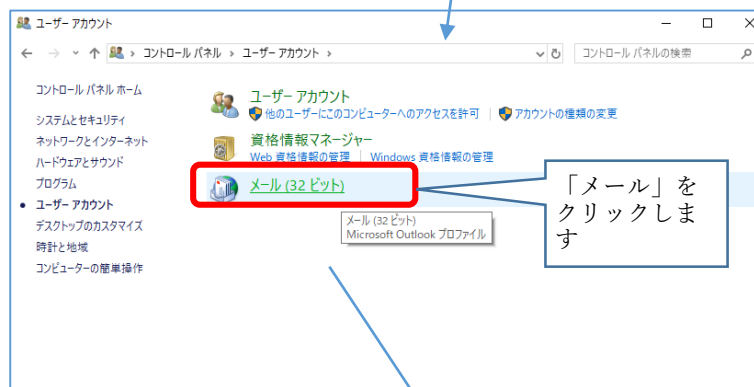 ユーザー アカウント
コントロール パネル › ユーザー アカウント ›
コントロール パネルの検索
コントロール パネル ホーム
システムとセキュリティ
ネットワークとインターネット
ハードウェアとサウンド
プログラム
ユーザー アカウント
デスクトップのカスタマイズ
時計と地域
コンピューターの簡単操作
ユーザー アカウント
他のユーザーにこのコンピューターへのアクセスを許可 | アカウントの種類の変更
資格情報マネージャー
Web 資格情報の管理 | Windows 資格情報の管理
メール (32 ビット)
メール (32 ビット)
Microsoft Outlook プロファイル
「メール」を
クリックしま
す